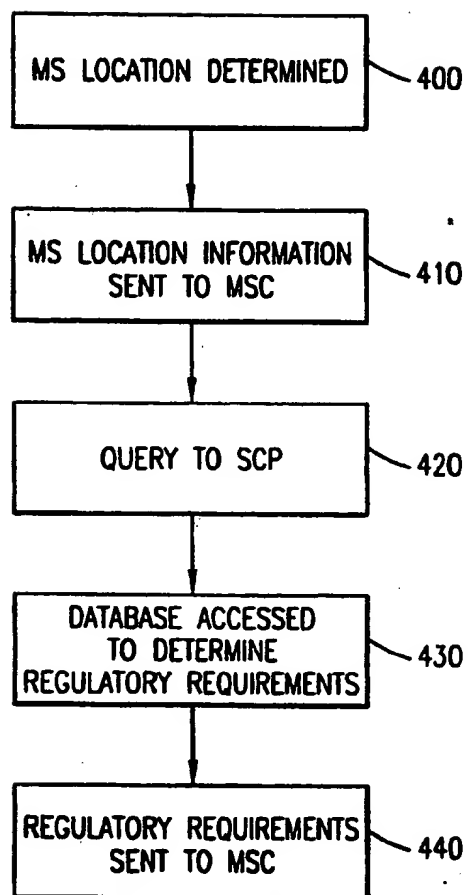 MS LOCATION DETERMINED
400
MS LOCATION INFORMATION
SENT TO MSC
410
QUERY TO SCP
420
DATABASE ACCESSED
TO DETERMINE
REGULATORY REQUIREMENTS
430
REGULATORY REQUIREMENTS
SENT TO MSC
440